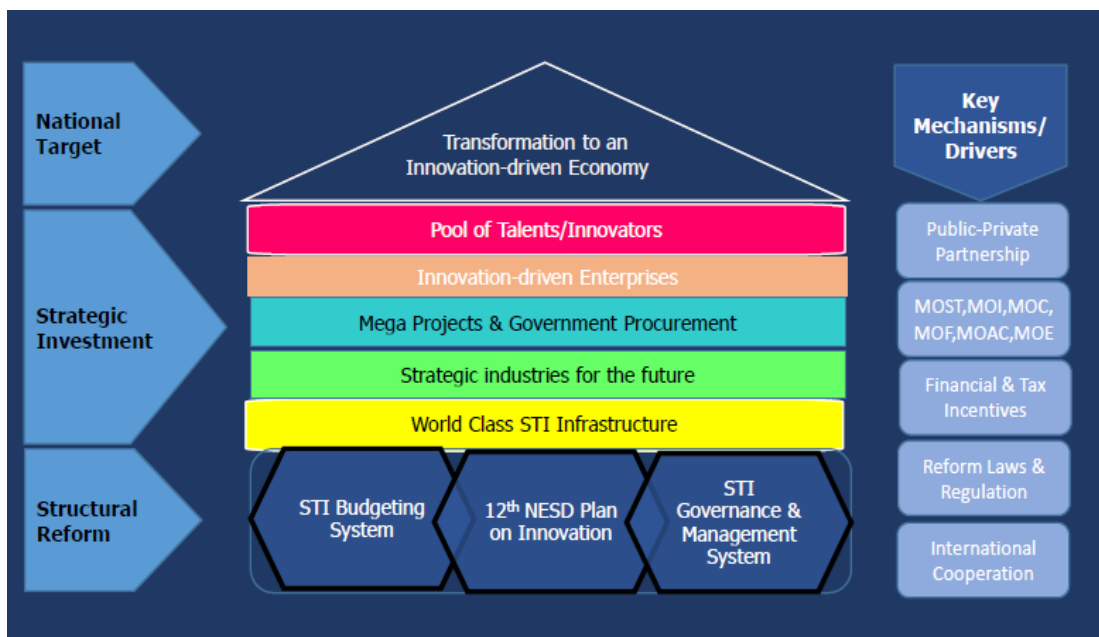 National
Target
Transformation to an
Innovation-driven Economy
Key
Mechanisms/
Drivers
Strategic
Investment
Pool of Talents/Innovators
Innovation-driven Enterprises
Mega Projects & Government Procurement
Strategic industries for the future
World Class STI Infrastructure
Public-Private
Partnership
MOST,MOI,MOC,
MOF,MOAC,MOE
Financial & Tax
Incentives
Structural
Reform
STI Budgeting
System
12th NESD Plan
on Innovation
STI
Governance &
Management
System
Reform Laws &
Regulation
International
Cooperation